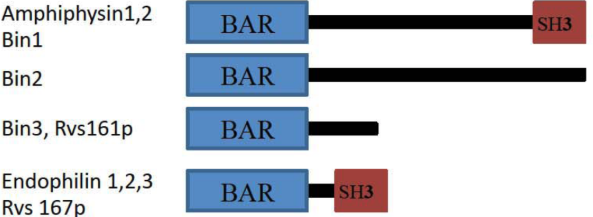 Amphiphysin1,2
Bin1
BAR
SH3
Bin2
BAR
Bin3, Rvs161p
BAR
Endophilin 1,2,3
Rvs 167p
BAR
SH3